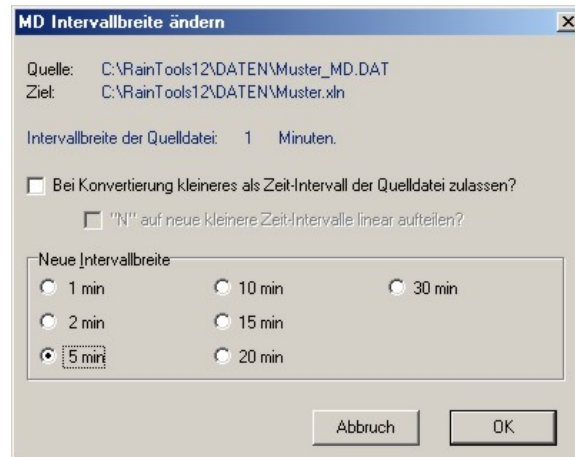 MD Intervallbreite ändern
Quelle: C:\RainTools12\DATEN\Muster_MD.DAT
Ziel: C:\RainTools12\DATEN\Muster.xln
Intervallbreite der Quelldatei: 1 Minuten.
Bei Konvertierung kleineres als Zeit-Intervall der Quelldatei zulassen?
"N" auf neue kleinere Zeit-Intervalle linear aufteilen?
Neue Intervallbreite
1 min 10 min 30 min
2 min 15 min
5 min 20 min
Abbruch OK